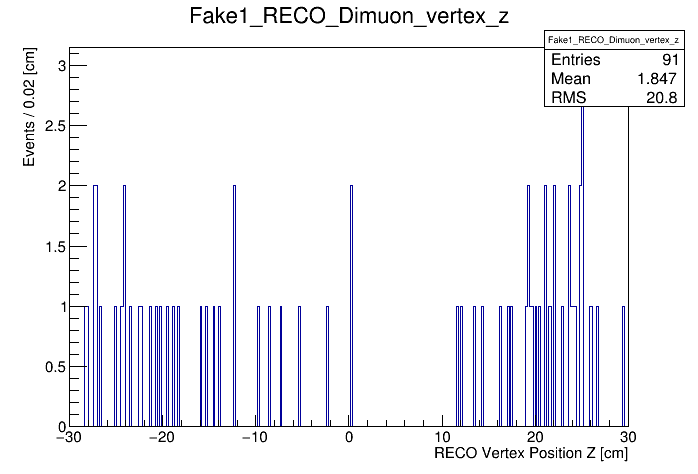 Fake1_RECO_Dimuon_vertex_z
Fake1_RECO_Dimuon_vertex_z
Entries 91
Mean 1.847
RMS 20.8
Events / 0.02 [cm]
3
2.5
2
1.5
1
0.5
0
−30 −20 −10 0 10 20 30
RECO Vertex Position Z [cm]